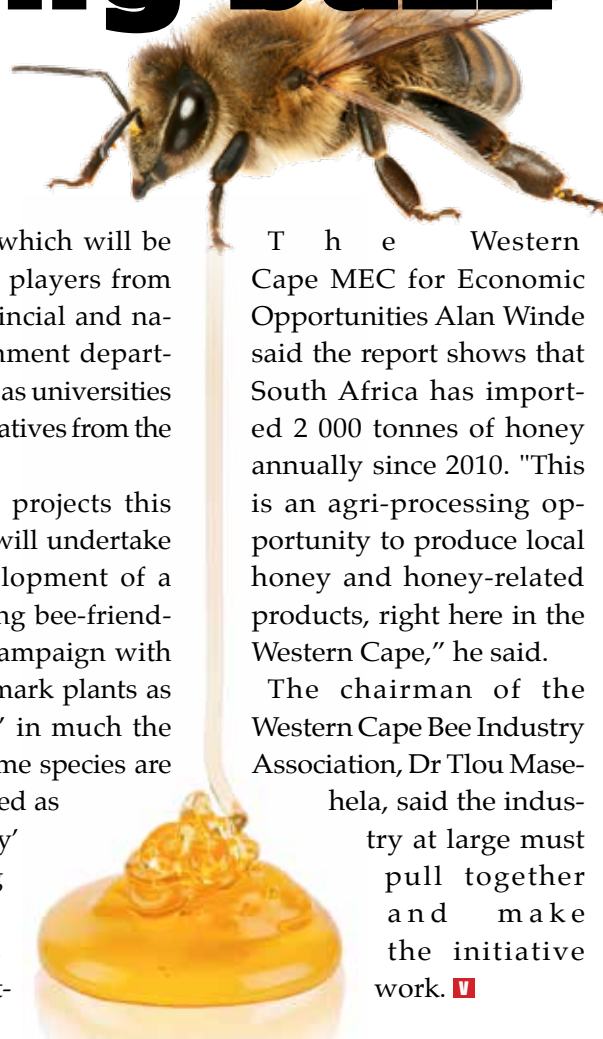 which will be
players from
incial and na-
nment depart-
as universities
atives from the
projects this
will undertake
lopment of a
ng bee-friend-
ampaign with
mark plants as
’ in much the
me species are
ed as
y’
g
t-
The Western
Cape MEC for Economic
Opportunities Alan Winde
said the report shows that
South Africa has import-
ed 2 000 tonnes of honey
annually since 2010. "This
is an agri-processing op-
portunity to produce local
honey and honey-related
products, right here in the
Western Cape,” he said.
The chairman of the
Western Cape Bee Industry
Association, Dr Tlou Mase-
hela, said the indus-
try at large must
pull together
and make
the initiative
work. V